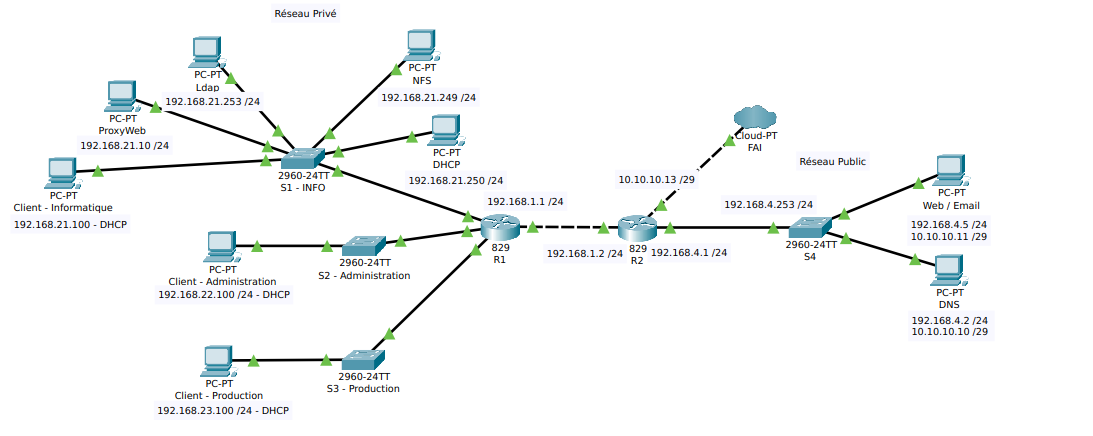 Réseau Privé
PC-PT
Ldap
192.168.21.253 /24
PC-PT
NFS
192.168.21.249 /24
PC-PT
ProxyWeb
192.168.21.10 /24
PC-PT
DHCP
192.168.21.250 /24
2960-24TT
S1 - INFO
PC-PT
Client - Informatique
192.168.21.100 - DHCP
PC-PT
Client - Administration
192.168.22.100 /24 - DHCP
2960-24TT
S2 - Administration
PC-PT
Client - Production
192.168.23.100 /24 - DHCP
2960-24TT
S3 - Production
192.168.1.1 /24
829
R1
192.168.1.2 /24
829
R2
192.168.4.1 /24
10.10.10.13 /29
Cloud-PT
FAI
Réseau Public
192.168.4.253 /24
2960-24TT
S4
PC-PT
Web / Email
192.168.4.5 /24
10.10.10.11 /29
PC-PT
DNS
192.168.4.2 /24
10.10.10.10 /29